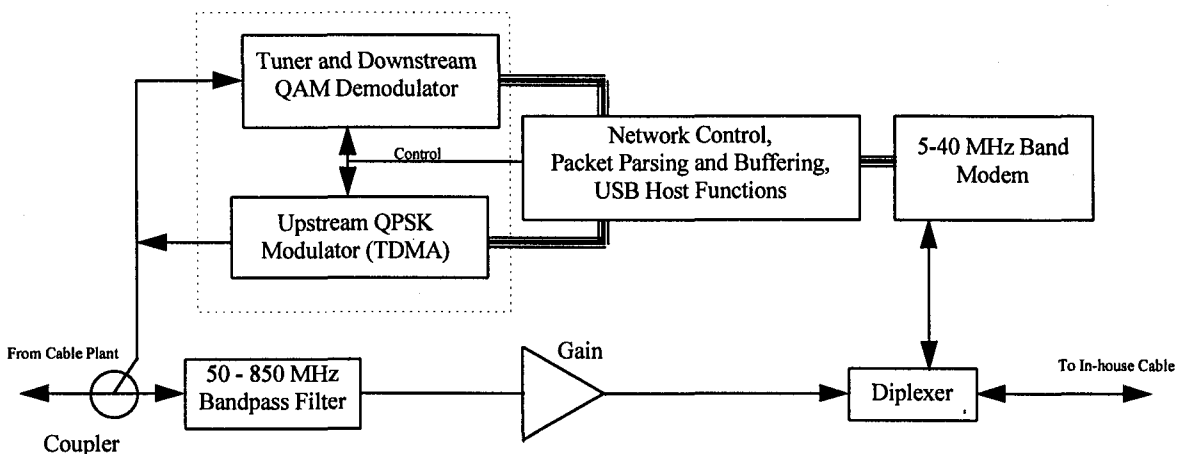 Tuner and Downstream
QAM Demodulator
Control
Network Control,
Packet Parsing and Buffering,
USB Host Functions
5-40 MHz Band
Modem
Upstream QPSK
Modulator (TDMA)
From Cable Plant
Coupler
50 - 850 MHz
Bandpass Filter
Gain
Diplexer
To In-house Cable